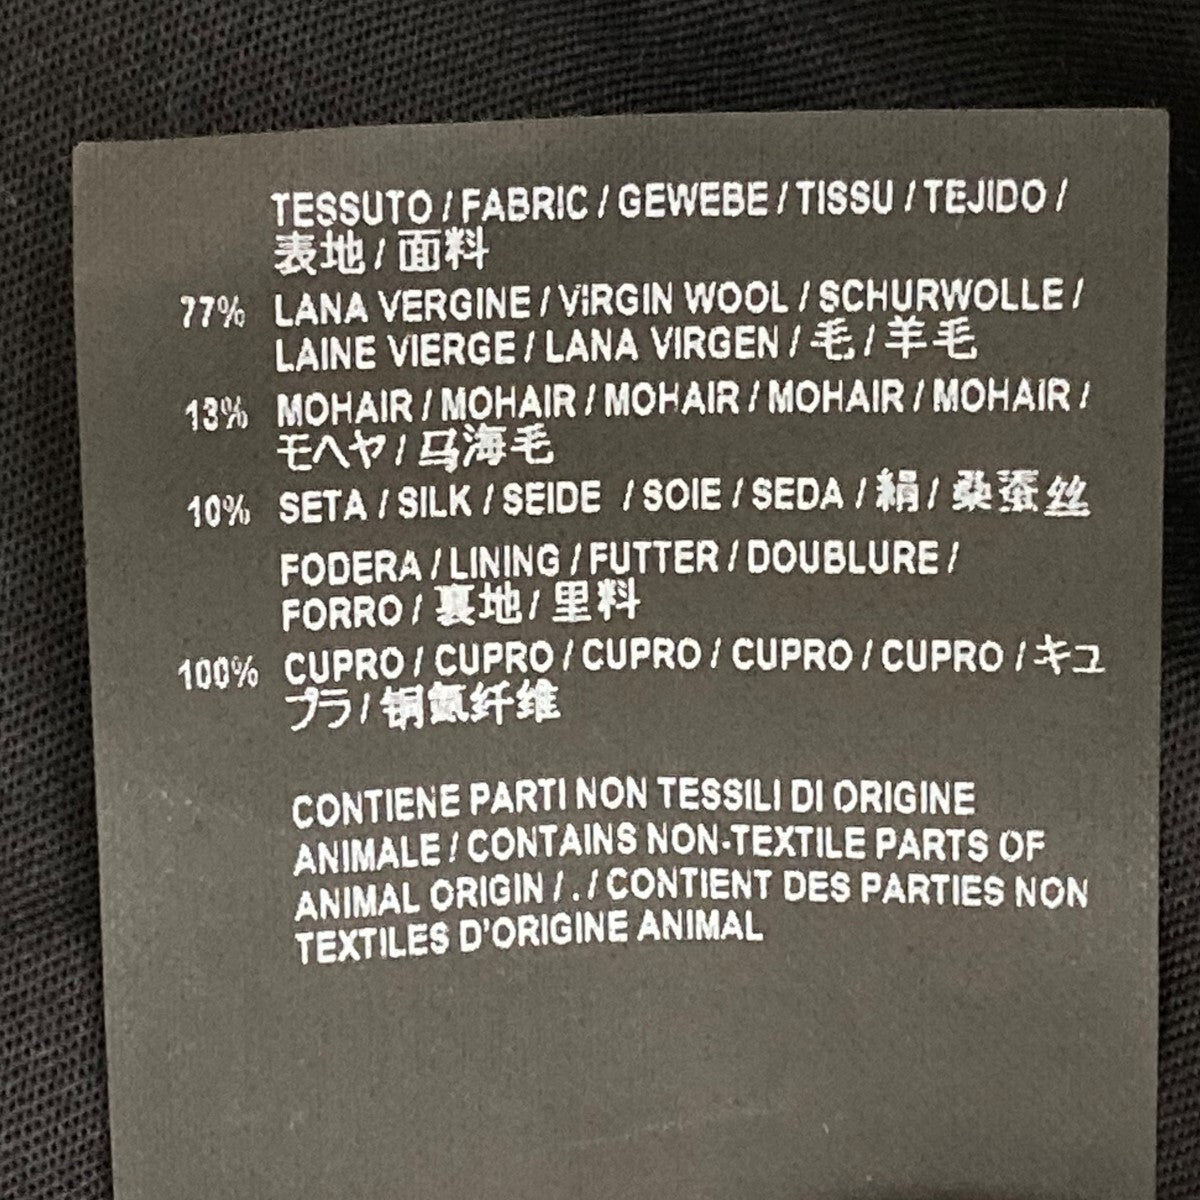 TESSUTO / FABRIC / GEWEBE / TISSU / TEJIDO /
表地 / 面料
77% LANA VERGINE / VIRGIN WOOL / SCHURWOLLE /
LAINE VIERGE / LANA VIRGEN / 毛 / 羊毛
13% MOHAIR / MOHAIR / MOHAIR / MOHAIR / MOHAIR /
モヘヤ / 马海毛
10% SETA / SILK / SEIDE / SOIE / SEDA / 絹 / 桑蚕丝
FODERA / LINING / FUTTER / DOUBLURE /
FORRO / 裏地 / 里料
100% CUPRO / CUPRO / CUPRO / CUPRO / CUPRO / キュ
プラ / 铜氨纤维
CONTIENE PARTI NON TESSILI DI ORIGINE
ANIMALE / CONTAINS NON-TEXTILE PARTS OF
ANIMAL ORIGIN / . / CONTIENT DES PARTIES NON
TEXTILES D'ORIGINE ANIMAL